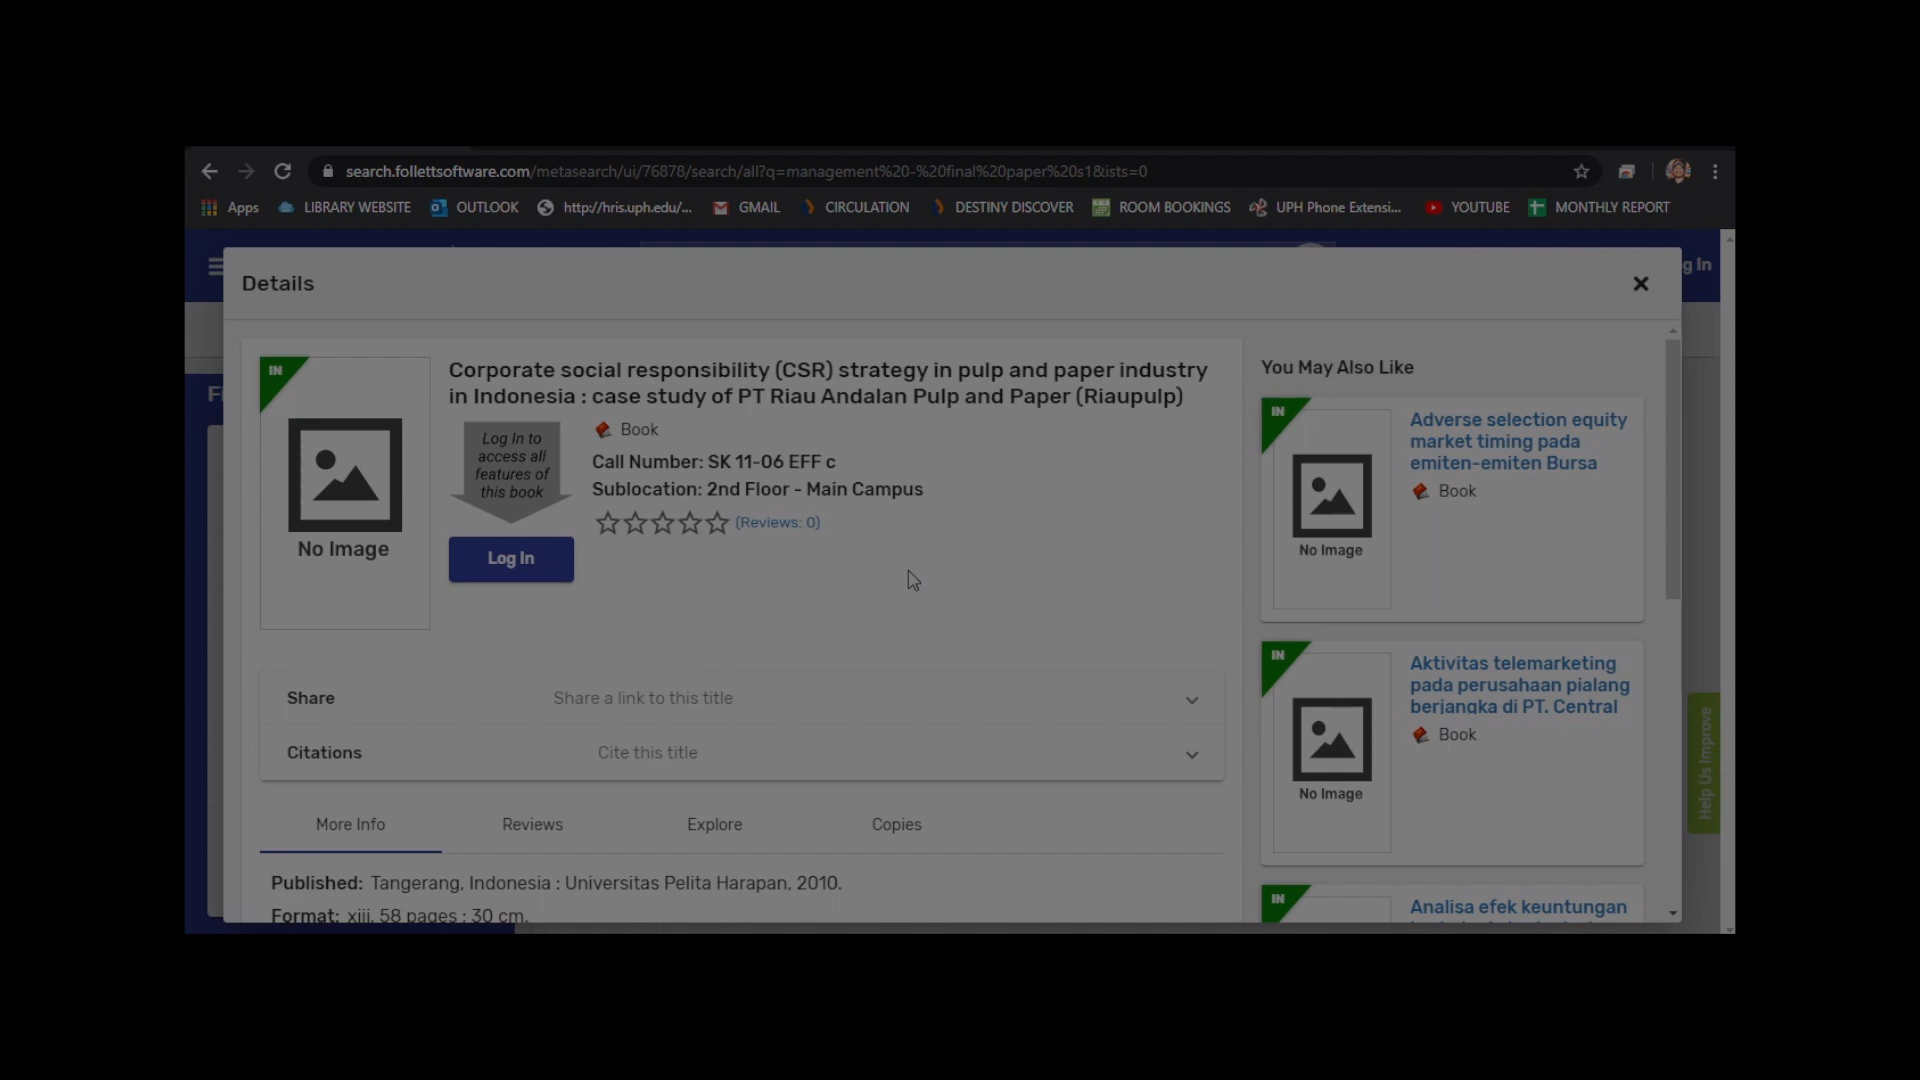 search.follettsoftware.com/metasearch/ui/76878/search/all?q=management%20-%20final%20paper%20s1&ists=0
Apps LIBRARY WEBSITE OUTLOOK http://hris.uph.edu/... GMAIL CIRCULATION DESTINY DISCOVER ROOM BOOKINGS UPH Phone Extensi... YOUTUBE MONTHLY REPORT
g In
Details
IN
No Image
Corporate social responsibility (CSR) strategy in pulp and paper industry
in Indonesia : case study of PT Riau Andalan Pulp and Paper (Riaupulp)
Log In to
access all
features of
this book
Log In
Book
Call Number: SK 11-06 EFF c
Sublocation: 2nd Floor - Main Campus
(Reviews: 0)
Share Share a link to this title
Citations Cite this title
More Info Reviews Explore Copies
Published: Tangerang, Indonesia : Universitas Pelita Harapan, 2010.
Format: xiii, 58 pages ; 30 cm.
You May Also Like
IN
No Image
Adverse selection equity
market timing pada
emiten-emiten Bursa
Book
IN
No Image
Aktivitas telemarketing
pada perusahaan pialang
berjangka di PT. Central
Book
IN
Analisa efek keuntungan
Help Us Improve